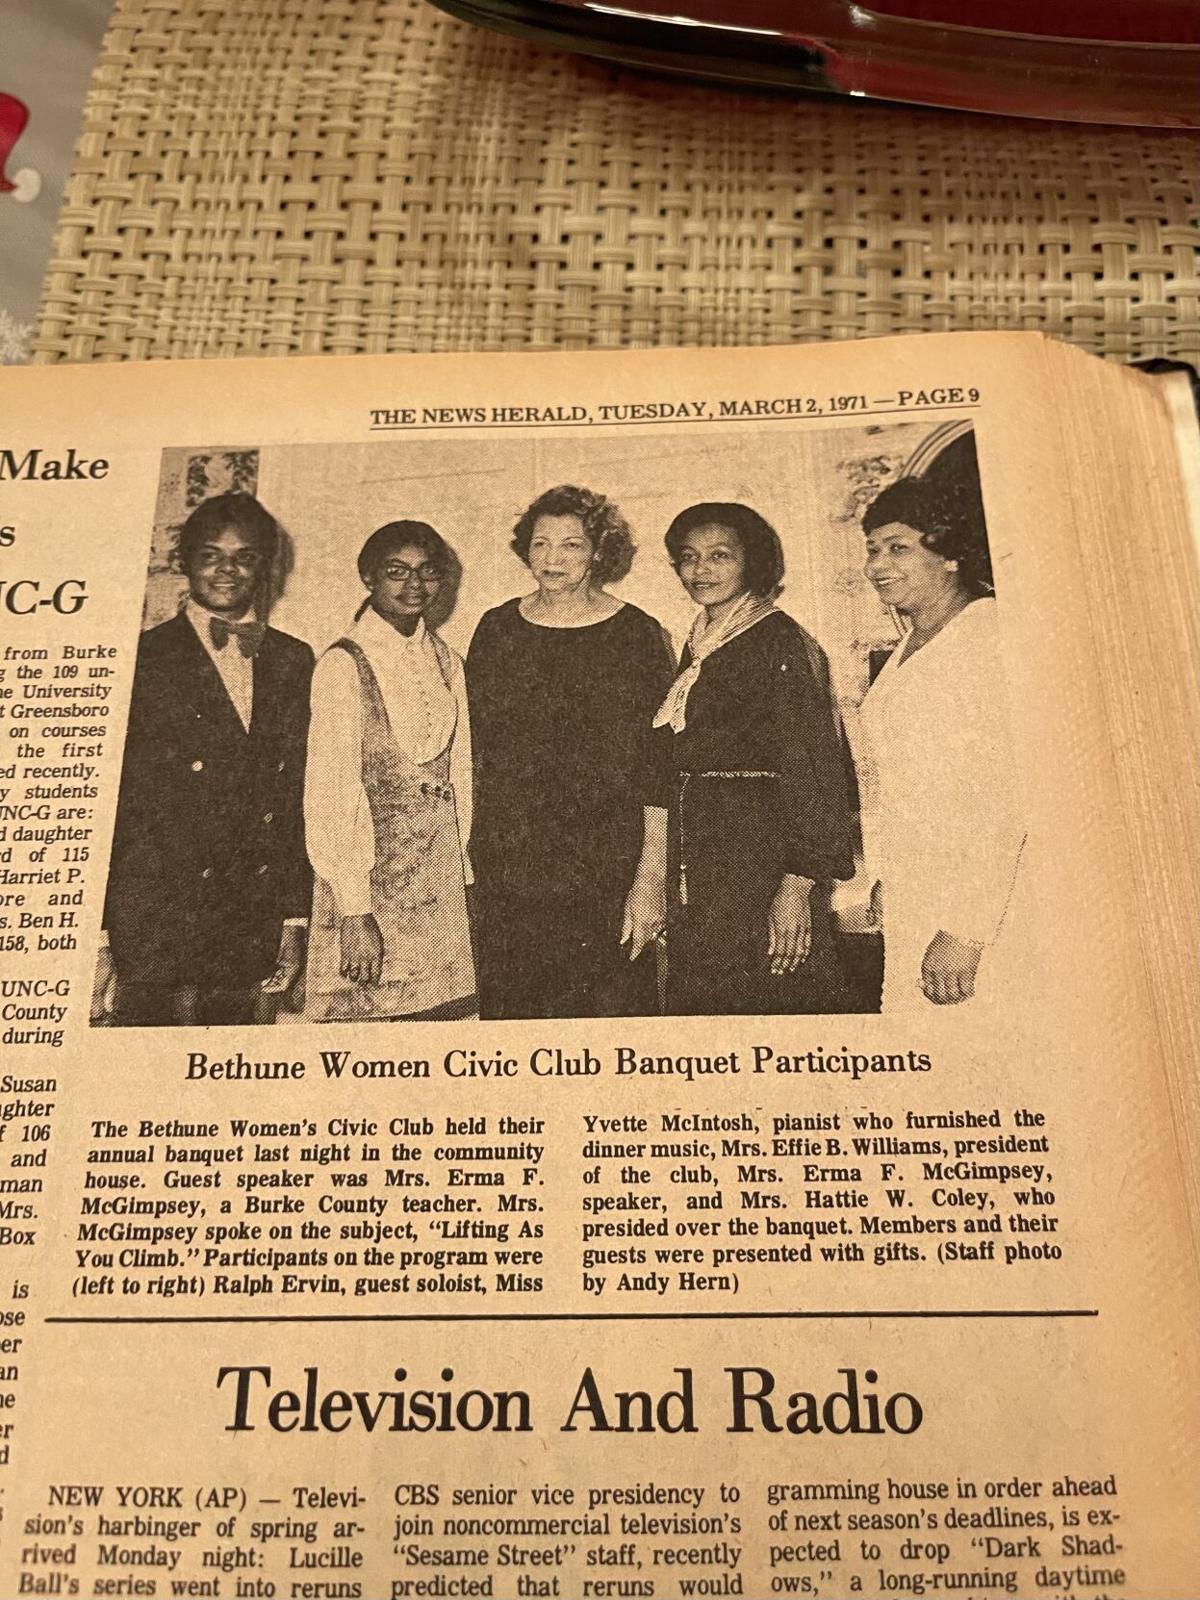 THE NEWS HERALD, TUESDAY, MARCH 2, 1971 — PAGE 9
Make
s
C-G
from Burke
the 109 un-
University
Greensboro
on courses
the first
ed recently.
y students
UNC-G are:
d daughter
rd of 115
Harriet P.
ore and
s. Ben H.
158, both
UNC-G
County
during
Susan
ghter
f 106
and
man
Mrs.
Box
is
ose
er
an
ne
er
d
Bethune Women Civic Club Banquet Participants
The Bethune Women's Civic Club held their
annual banquet last night in the community
house. Guest speaker was Mrs. Erma F.
McGimpsey, a Burke County teacher. Mrs.
McGimpsey spoke on the subject, "Lifting As
You Climb." Participants on the program were
(left to right) Ralph Ervin, guest soloist, Miss
Yvette McIntosh, pianist who furnished the
dinner music, Mrs. Effie B. Williams, president
of the club, Mrs. Erma F. McGimpsey,
speaker, and Mrs. Hattie W. Coley, who
presided over the banquet. Members and their
guests were presented with gifts. (Staff photo
by Andy Hern)
Television And Radio
NEW YORK (AP) — Televi-
sion's harbinger of spring ar-
rived Monday night: Lucille
Ball's series went into reruns
CBS senior vice presidency to
join noncommercial television's
"Sesame Street" staff, recently
predicted that reruns would
gramming house in order ahead
of next season's deadlines, is ex-
pected to drop "Dark Shad-
ows," a long-running daytime